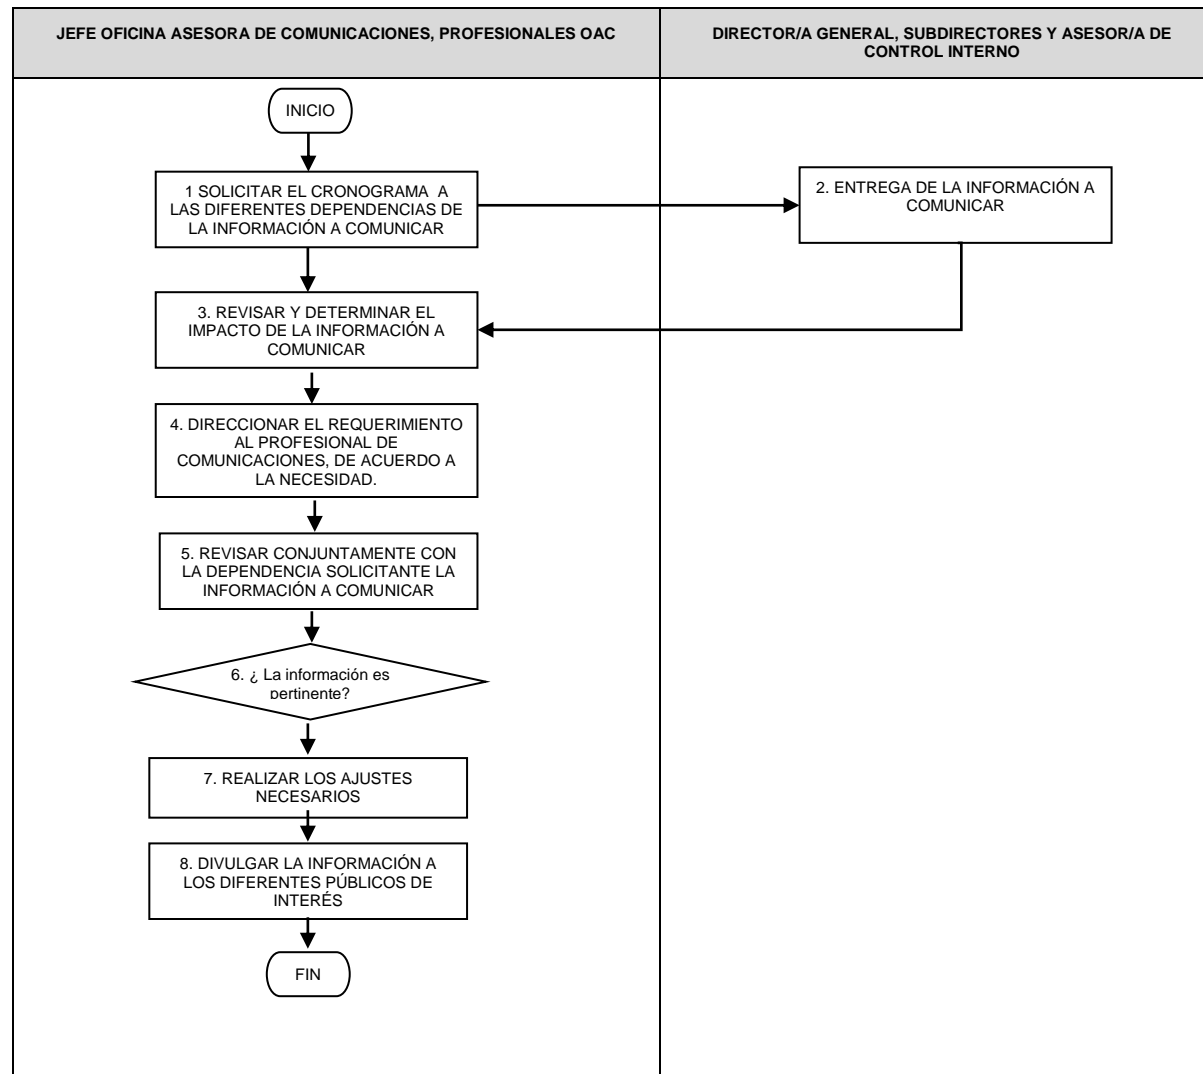 JEFE OFICINA ASESORA DE COMUNICACIONES, PROFESIONALES OAC
DIRECTOR/A GENERAL, SUBDIRECTORES Y ASESOR/A DE
CONTROL INTERNO
INICIO
1 SOLICITAR EL CRONOGRAMA A
LAS DIFERENTES DEPENDENCIAS DE
LA INFORMACIÓN A COMUNICAR
2. ENTREGA DE LA INFORMACIÓN A
COMUNICAR
3. REVISAR Y DETERMINAR EL
IMPACTO DE LA INFORMACIÓN A
COMUNICAR
4. DIRECCIONAR EL REQUERIMIENTO
AL PROFESIONAL DE
COMUNICACIONES, DE ACUERDO A
LA NECESIDAD.
5. REVISAR CONJUNTAMENTE CON
LA DEPENDENCIA SOLICITANTE LA
INFORMACIÓN A COMUNICAR
6. ¿ La información es
pertinente?
7. REALIZAR LOS AJUSTES
NECESARIOS
8. DIVULGAR LA INFORMACIÓN A
LOS DIFERENTES PÚBLICOS DE
INTERÉS
FIN